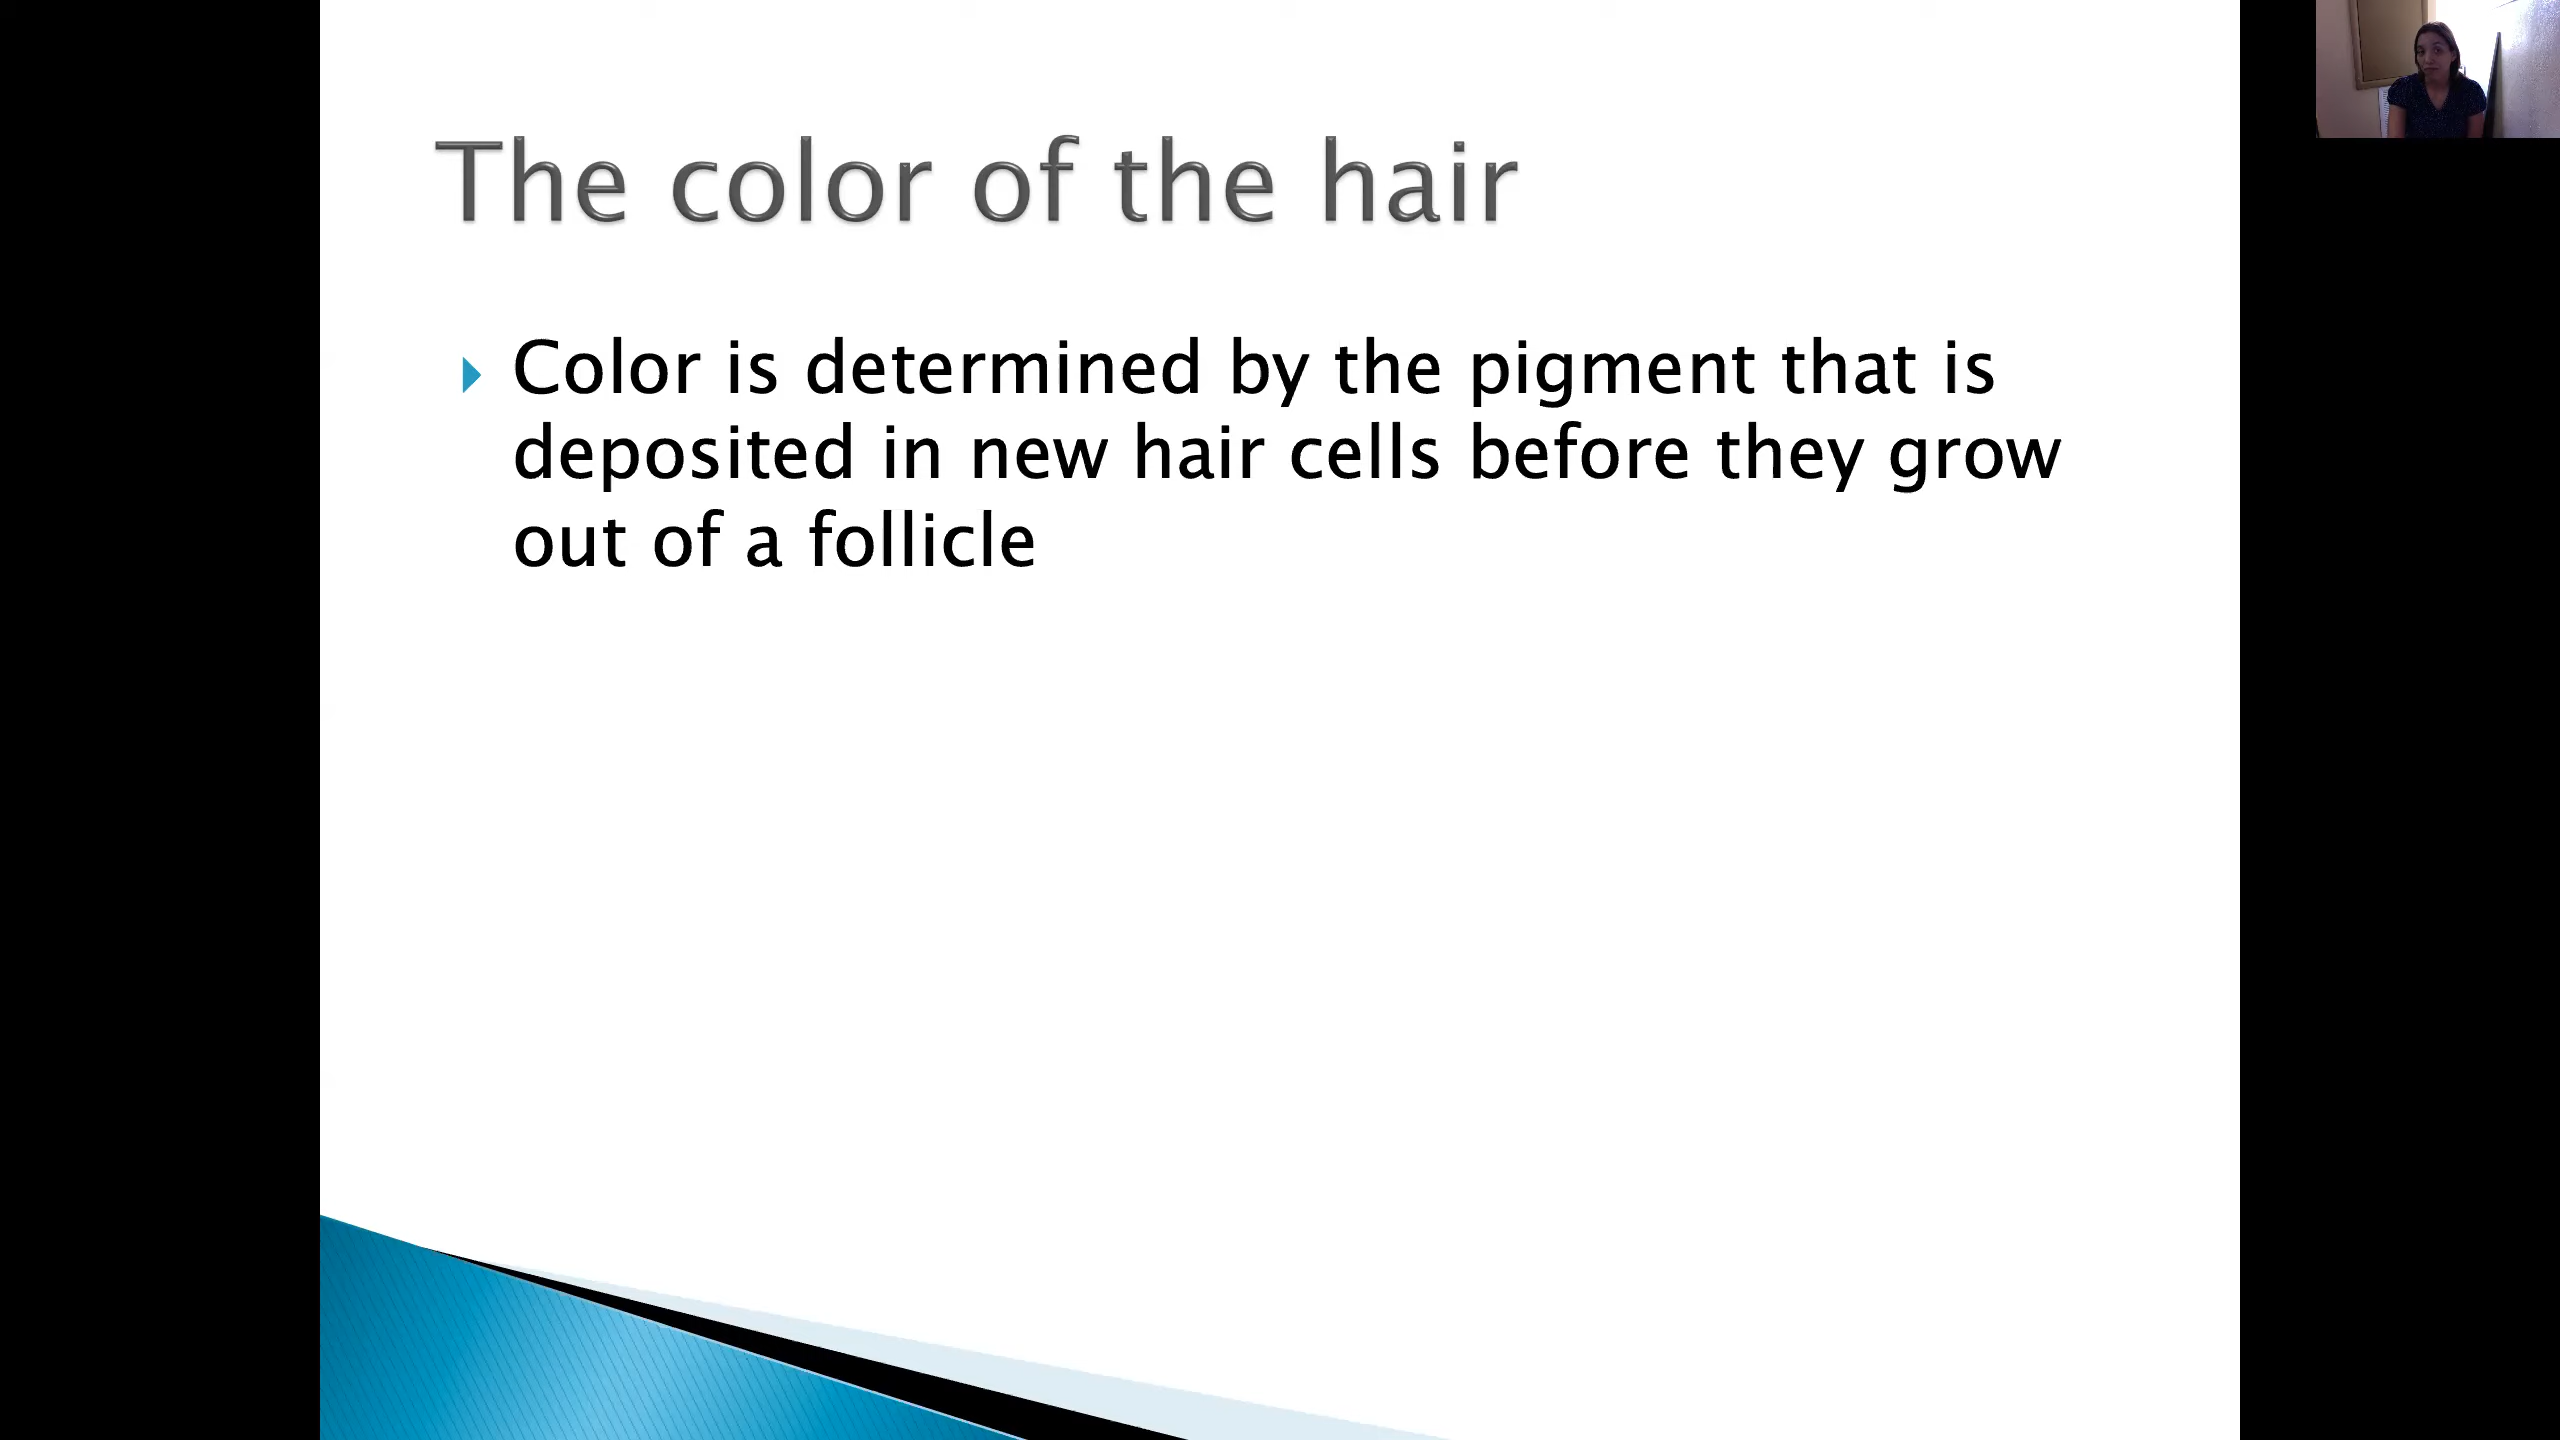 The color of the hair
Color is determined by the pigment that is
deposited in new hair cells before they grow
out of a follicle